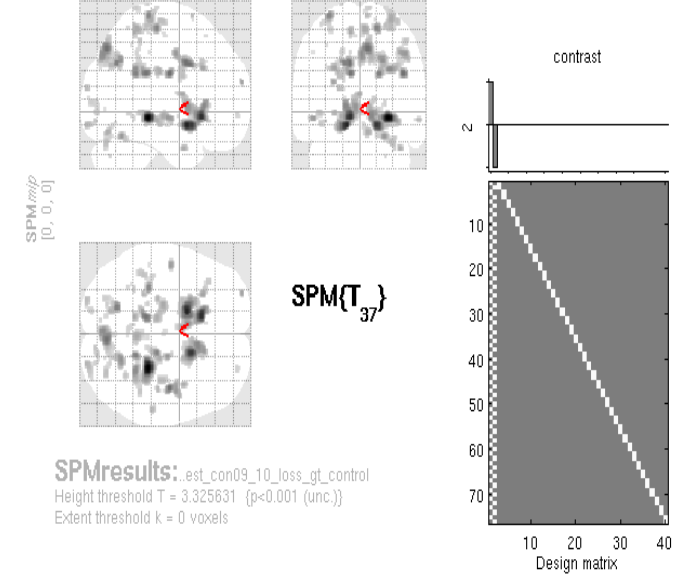 contrast
2
SPMmip
[0, 0, 0]
SPM{T37}
10
20
30
40
50
60
70
10 20 30 40
Design matrix
SPMresults:..est_con09_10_loss_gt_control
Height threshold T = 3.325631 {p<0.001 (unc.)}
Extent threshold k = 0 voxels